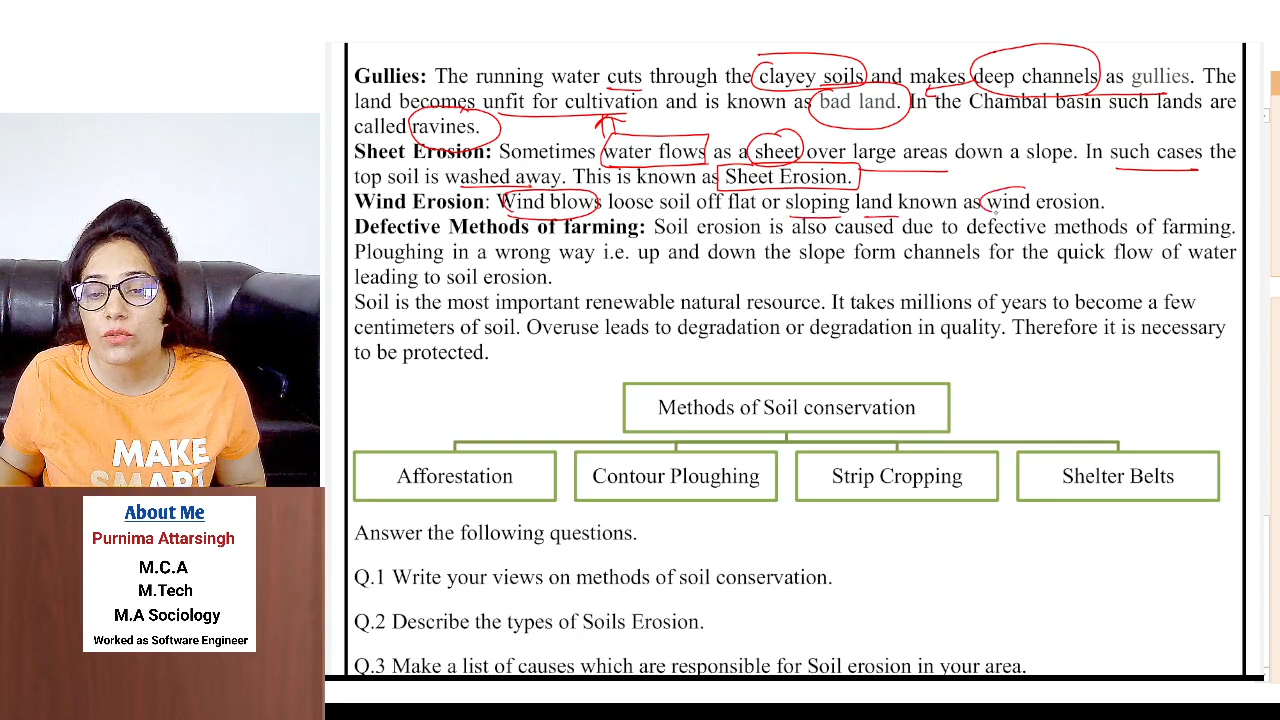 Gullies: The running water cuts through the clayey soils and makes deep channels as gullies. The
land becomes unfit for cultivation and is known as bad land. In the Chambal basin such lands are
called ravines.
Sheet Erosion: Sometimes water flows as a sheet over large areas down a slope. In such cases the
top soil is washed away. This is known as Sheet Erosion.
Wind Erosion: Wind blows loose soil off flat or sloping land known as wind erosion.
Defective Methods of farming: Soil erosion is also caused due to defective methods of farming.
Ploughing in a wrong way i.e. up and down the slope form channels for the quick flow of water
leading to soil erosion.
Soil is the most important renewable natural resource. It takes millions of years to become a few
centimeters of soil. Overuse leads to degradation or degradation in quality. Therefore it is necessary
to be protected.
Methods of Soil conservation
Afforestation
Contour Ploughing
Strip Cropping
Shelter Belts
Answer the following questions.
Q.1 Write your views on methods of soil conservation.
Q.2 Describe the types of Soils Erosion.
Q.3 Make a list of causes which are responsible for Soil erosion in your area.
MAKE
SMART
About Me
Purnima Attarsingh
M.C.A
M.Tech
M.A Sociology
Worked as Software Engineer